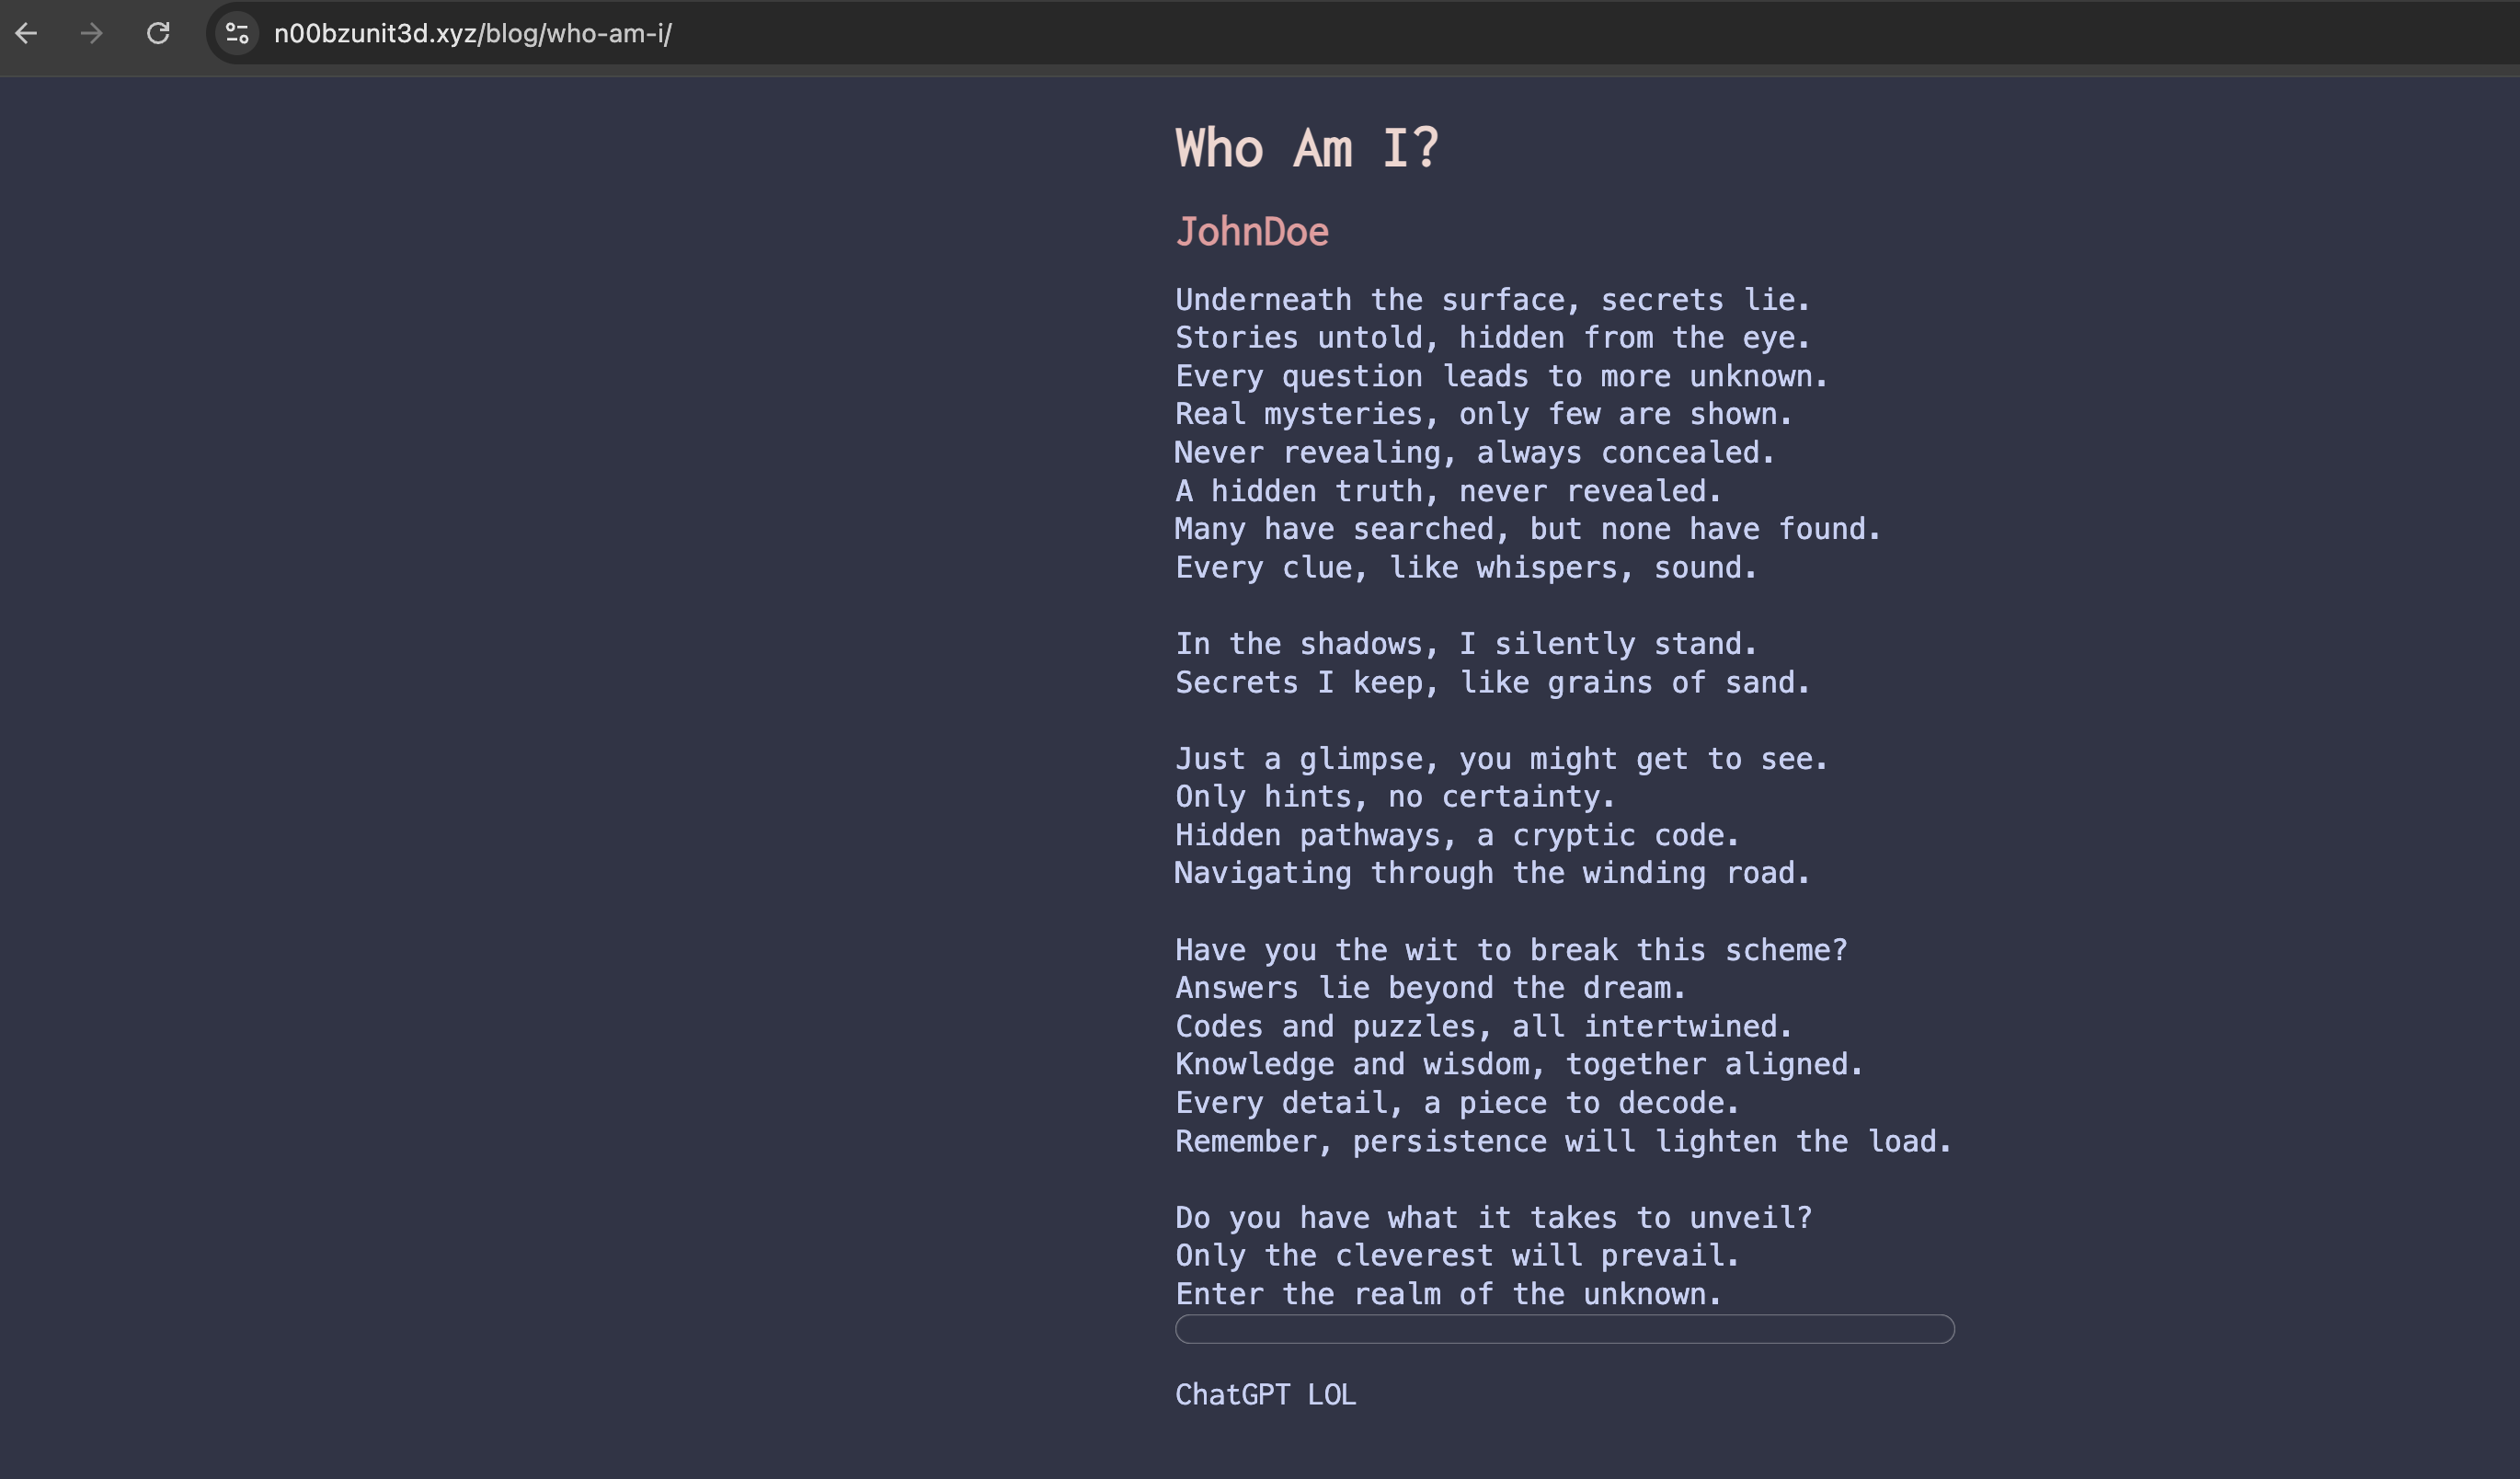 n00bzunit3d.xyz/blog/who-am-i/
Who Am I?
JohnDoe
Underneath the surface, secrets lie.
Stories untold, hidden from the eye.
Every question leads to more unknown.
Real mysteries, only few are shown.
Never revealing, always concealed.
A hidden truth, never revealed.
Many have searched, but none have found.
Every clue, like whispers, sound.
In the shadows, I silently stand.
Secrets I keep, like grains of sand.
Just a glimpse, you might get to see.
Only hints, no certainty.
Hidden pathways, a cryptic code.
Navigating through the winding road.
Have you the wit to break this scheme?
Answers lie beyond the dream.
Codes and puzzles, all intertwined.
Knowledge and wisdom, together aligned.
Every detail, a piece to decode.
Remember, persistence will lighten the load.
Do you have what it takes to unveil?
Only the cleverest will prevail.
Enter the realm of the unknown.
ChatGPT LOL